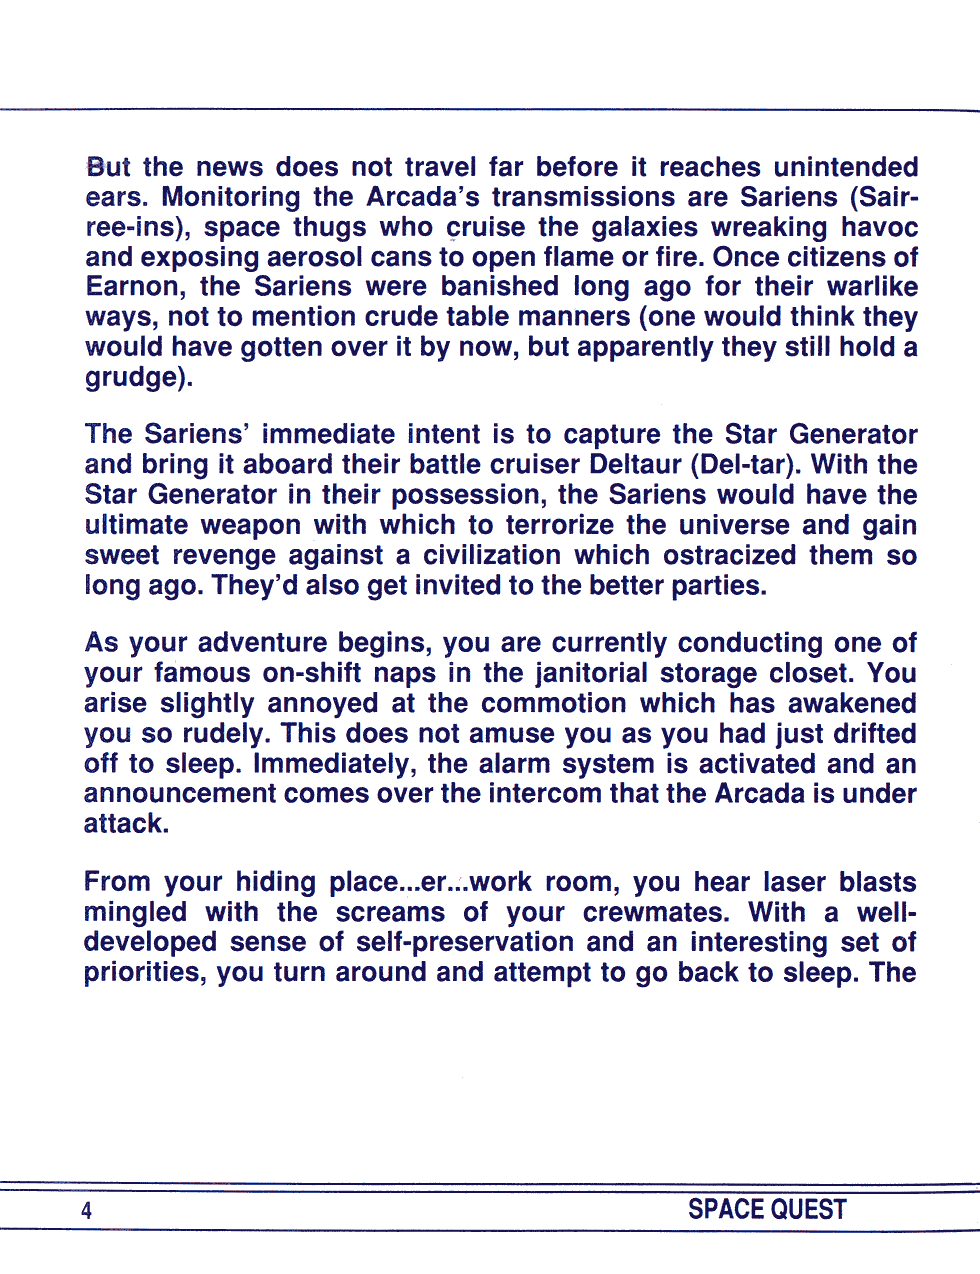 But the news does not travel far before it reaches unintended
ears. Monitoring the Arcada's transmissions are Sariens (Sair-
ree-ins), space thugs who cruise the galaxies wreaking havoc
and exposing aerosol cans to open flame or fire. Once citizens of
Earnon, the Sariens were banished long ago for their warlike
ways, not to mention crude table manners (one would think they
would have gotten over it by now, but apparently they still hold a
grudge).
The Sariens' immediate intent is to capture the Star Generator
and bring it aboard their battle cruiser Deltaur (Del-tar). With the
Star Generator in their possession, the Sariens would have the
ultimate weapon with which to terrorize the universe and gain
sweet revenge against a civilization which ostracized them so
long ago. They'd also get invited to the better parties.
As your adventure begins, you are currently conducting one of
your famous on-shift naps in the janitorial storage closet. You
arise slightly annoyed at the commotion which has awakened
you so rudely. This does not amuse you as you had just drifted
off to sleep. Immediately, the alarm system is activated and an
announcement comes over the intercom that the Arcada is under
attack.
From your hiding place...er...work room, you hear laser blasts
mingled with the screams of your crewmates. With a well-
developed sense of self-preservation and an interesting set of
priorities, you turn around and attempt to go back to sleep. The
4 SPACE QUEST